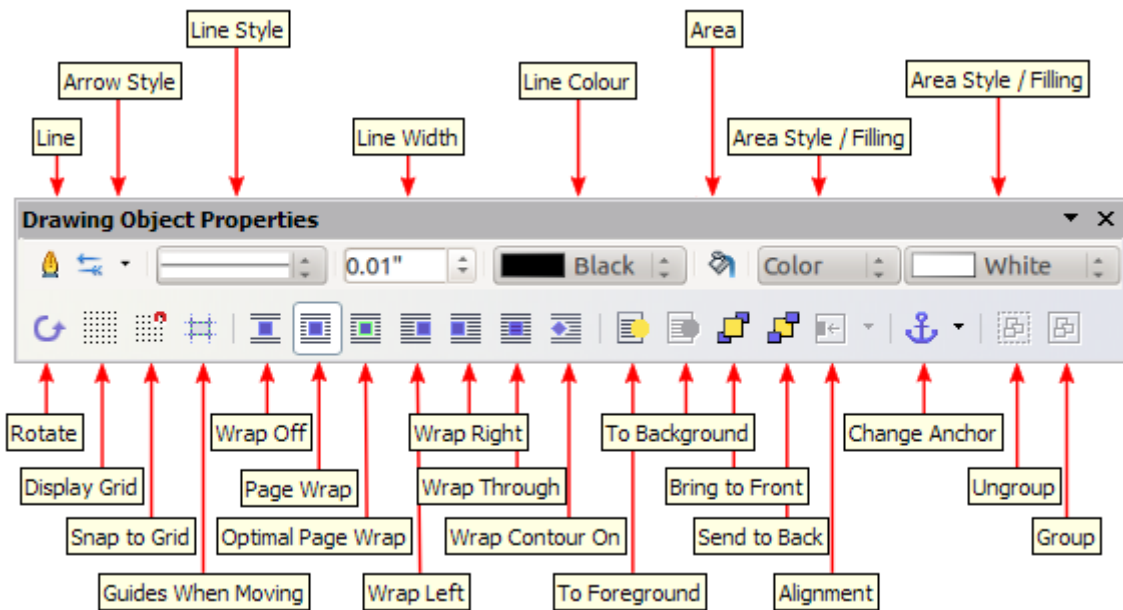 Line Style
Area
Arrow Style
Line Colour
Area Style / Filling
Line
Line Width
Area Style / Filling
Drawing Object Properties
0.01"
Black
Color
White
Rotate
Wrap Off
Wrap Right
To Background
Change Anchor
Display Grid
Page Wrap
Wrap Through
Bring to Front
Ungroup
Snap to Grid
Optimal Page Wrap
Wrap Contour On
Send to Back
Group
Guides When Moving
Wrap Left
To Foreground
Alignment